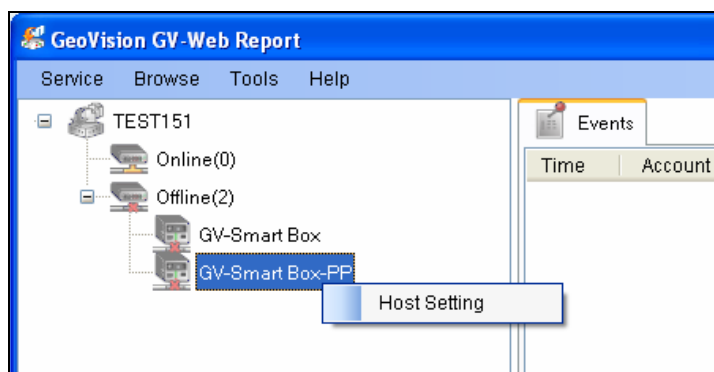 GeoVision GV-Web Report
Service Browse Tools Help
TEST151
Online(0)
Offline(2)
GV-Smart Box
GV-Smart Box-PP
Host Setting
Events
Time Account